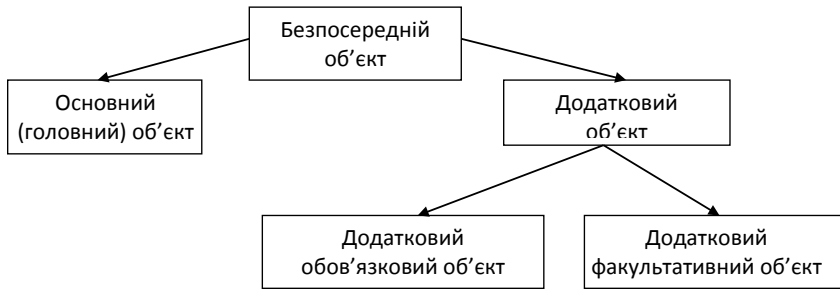 Безпосередній
об’єкт
Основний
(головний) об’єкт
Додатковий
об’єкт
Додатковий
обов’язковий об’єкт
Додатковий
факультативний об’єкт